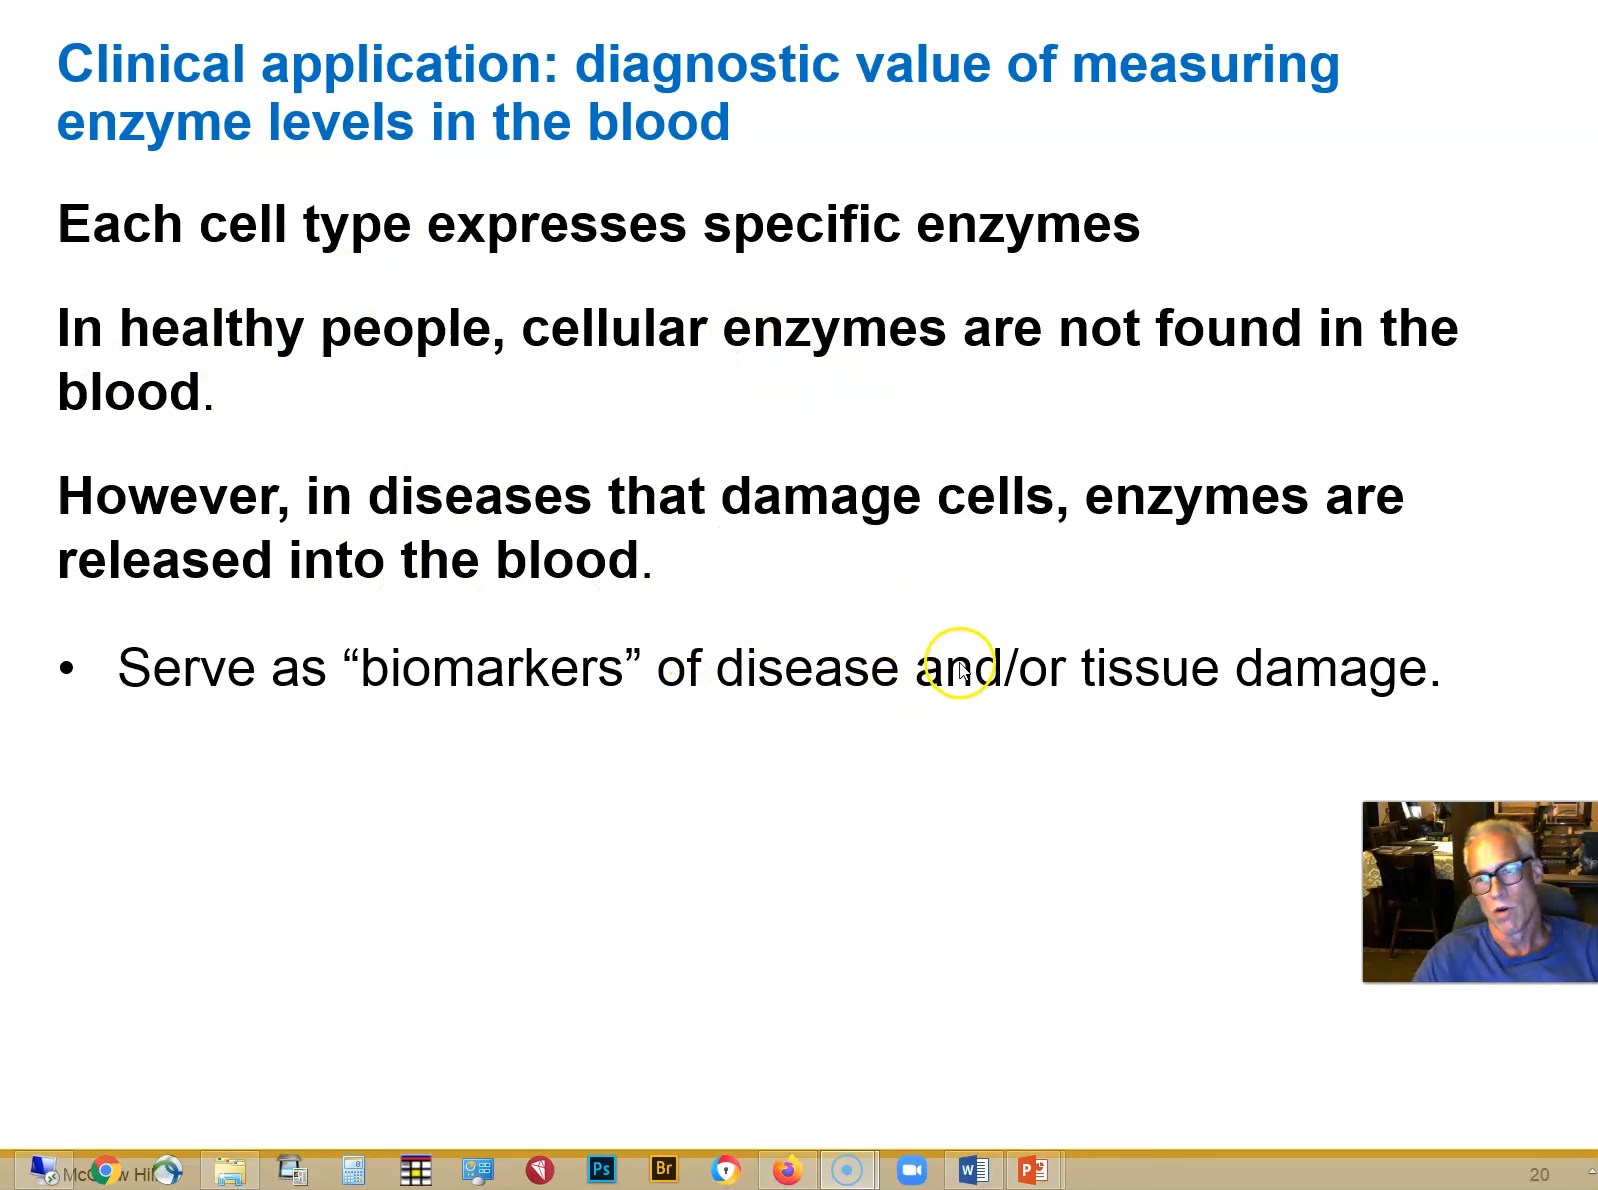 Clinical application: diagnostic value of measuring
enzyme levels in the blood
Each cell type expresses specific enzymes
In healthy people, cellular enzymes are not found in the
blood.
However, in diseases that damage cells, enzymes are
released into the blood.
• Serve as “biomarkers” of disease and/or tissue damage.
Ps
Br
W
P
20